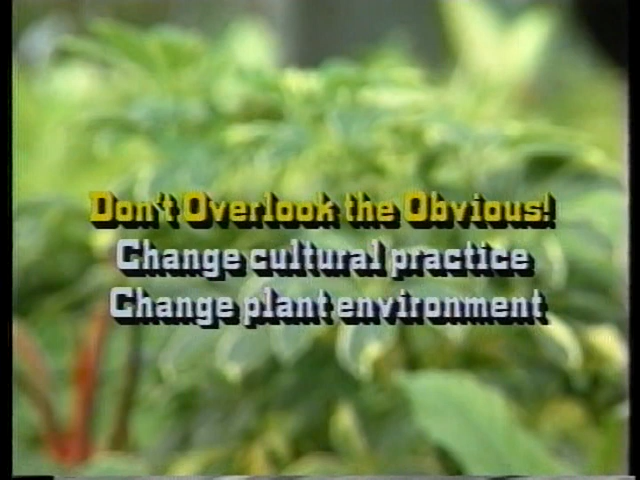 Don't Overlook the Obvious!
Change cultural practice
Change plant environment